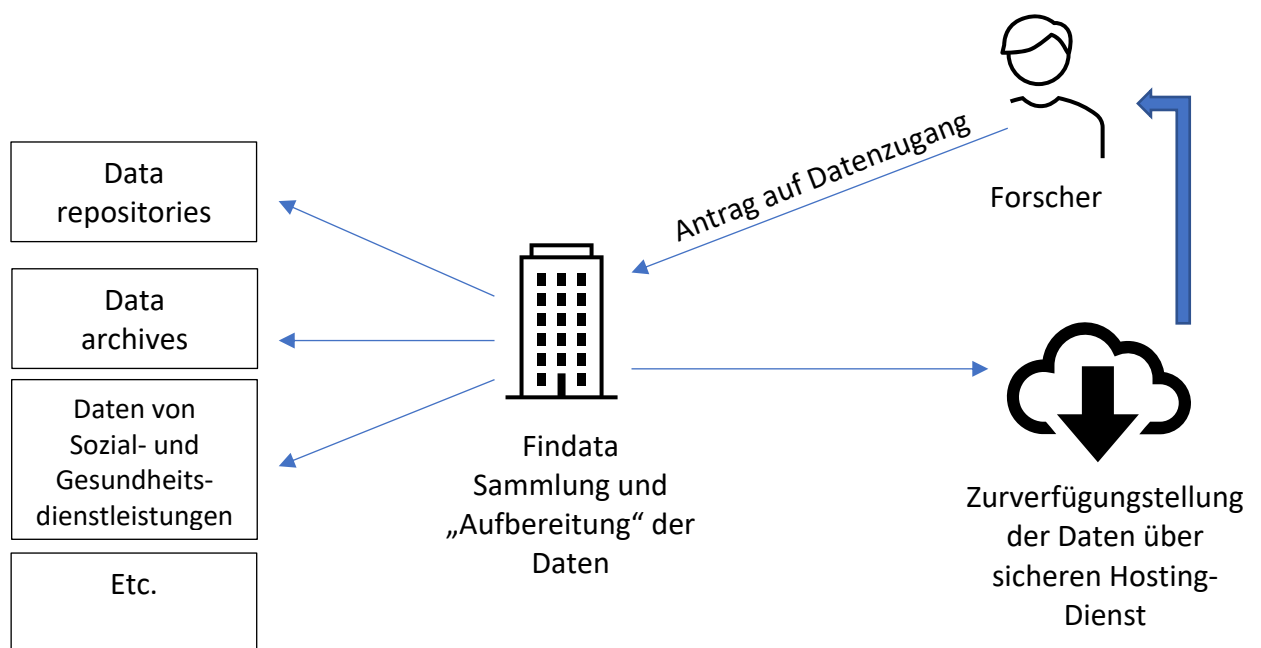 Data
repositories
Data
archives
Daten von
Sozial- und
Gesundheits-
dienstleistungen
Etc.
Findata
Sammlung und
„Aufbereitung“ der
Daten
Antrag auf Datenzugang
Forscher
Zurverfügungstellung
der Daten über
sicheren Hosting-
Dienst